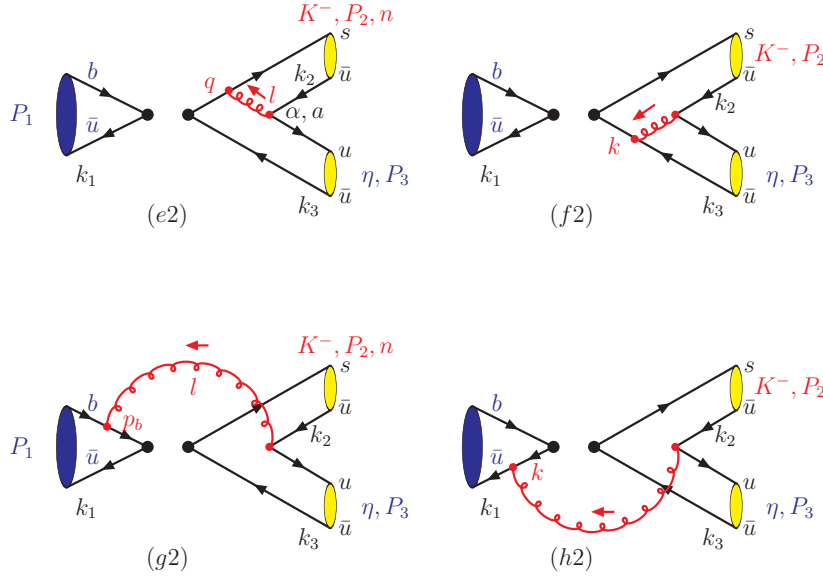 K⁻, P₂, n
s
b
q
k₂
ū
K⁻, P₂
l
P₁
ū
α, a
u
k₁
k₃
ū
η, P₃
(e2)
s
b
ū
k₂
ū
k
u
k₁
k₃
ū
η, P₃
(f2)
K⁻, P₂, n
s
l
b
p_b
ū
P₁
ū
k₂
u
k₁
k₃
ū
η, P₃
(g2)
s
K⁻, P₂
b
ū
ū
k
k₂
u
k₁
k₃
ū
η, P₃
(h2)